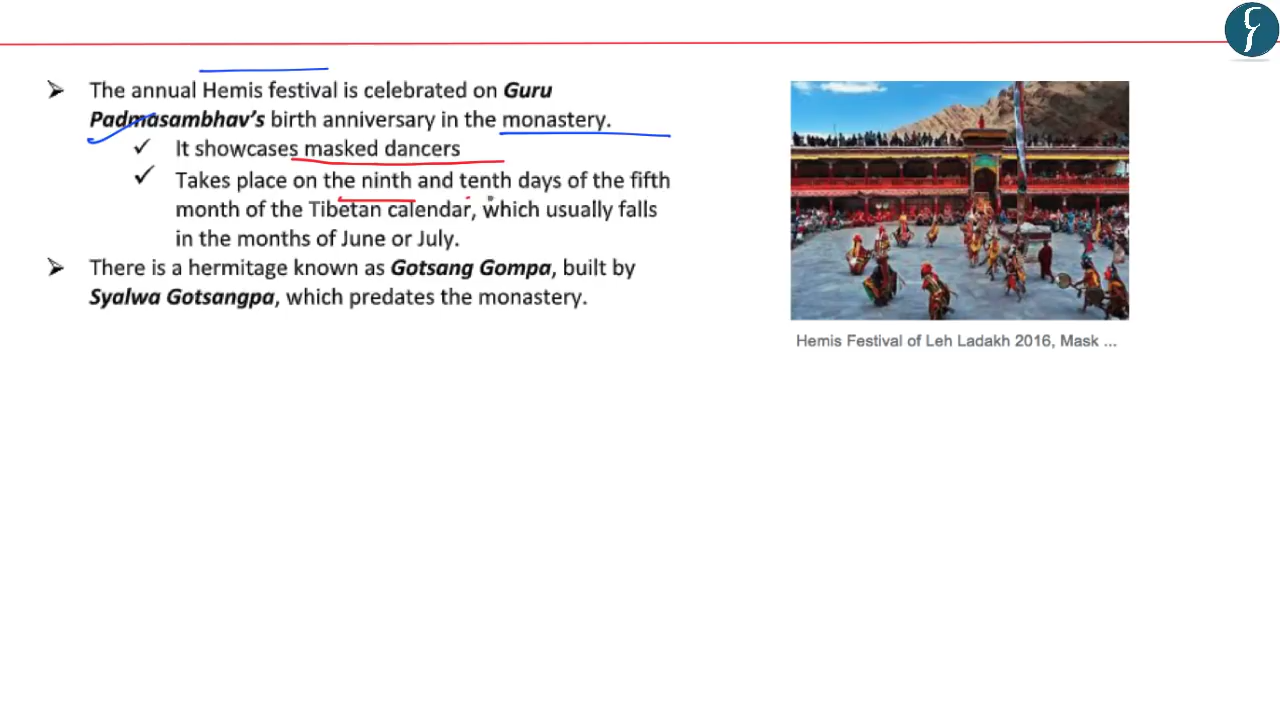 ➢ The annual Hemis festival is celebrated on Guru
Padmasambhav's birth anniversary in the monastery.
✓ It showcases masked dancers
✓ Takes place on the ninth and tenth days of the fifth
month of the Tibetan calendar, which usually falls
in the months of June or July.
➢ There is a hermitage known as Gotsang Gompa, built by
Syalwa Gotsangpa, which predates the monastery.
Hemis Festival of Leh Ladakh 2016, Mask ...